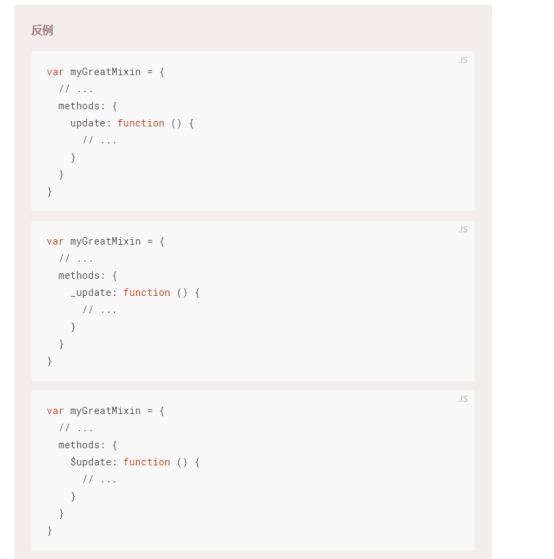 反例
JS
var myGreatMixin = {
  // ...
  methods: {
    update: function () {
      // ...
    }
  }
}
JS
var myGreatMixin = {
  // ...
  methods: {
    _update: function () {
      // ...
    }
  }
}
JS
var myGreatMixin = {
  // ...
  methods: {
    $update: function () {
      // ...
    }
  }
}